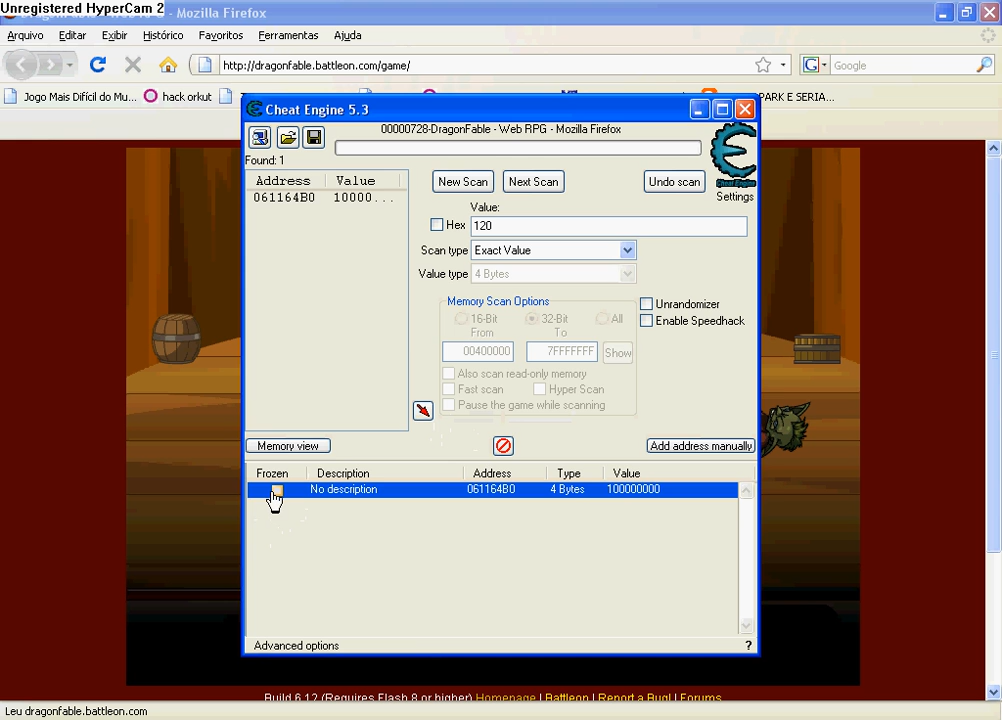 Unregistered HyperCam 2
Mozilla Firefox
Arquivo Editar Exibir Histórico Favoritos Ferramentas Ajuda
http://dragonfable.battleon.com/game/
G Google
Jogo Mais Difícil do Mu... hack orkut PARK E SERIA...
Cheat Engine 5.3
00000728-DragonFable - Web RPG - Mozilla Firefox
Found: 1
Address Value
061164B0 10000...
New Scan Next Scan Undo scan
Cheat Engine
Settings
Value:
Hex 120
Scan type Exact Value
Value type 4 Bytes
Memory Scan Options
16-Bit 32-Bit All
From To
00400000 7FFFFFFF Show
Also scan read-only memory
Fast scan Hyper Scan
Pause the game while scanning
Unrandomizer
Enable Speedhack
Memory view Add address manually
Frozen Description Address Type Value
No description 061164B0 4 Bytes 100000000
Advanced options ?
Build 6.12 (Requires Flash 8 or higher) Homepage | Battleon | Report a Bug! | Forums
Leu dragonfable.battleon.com